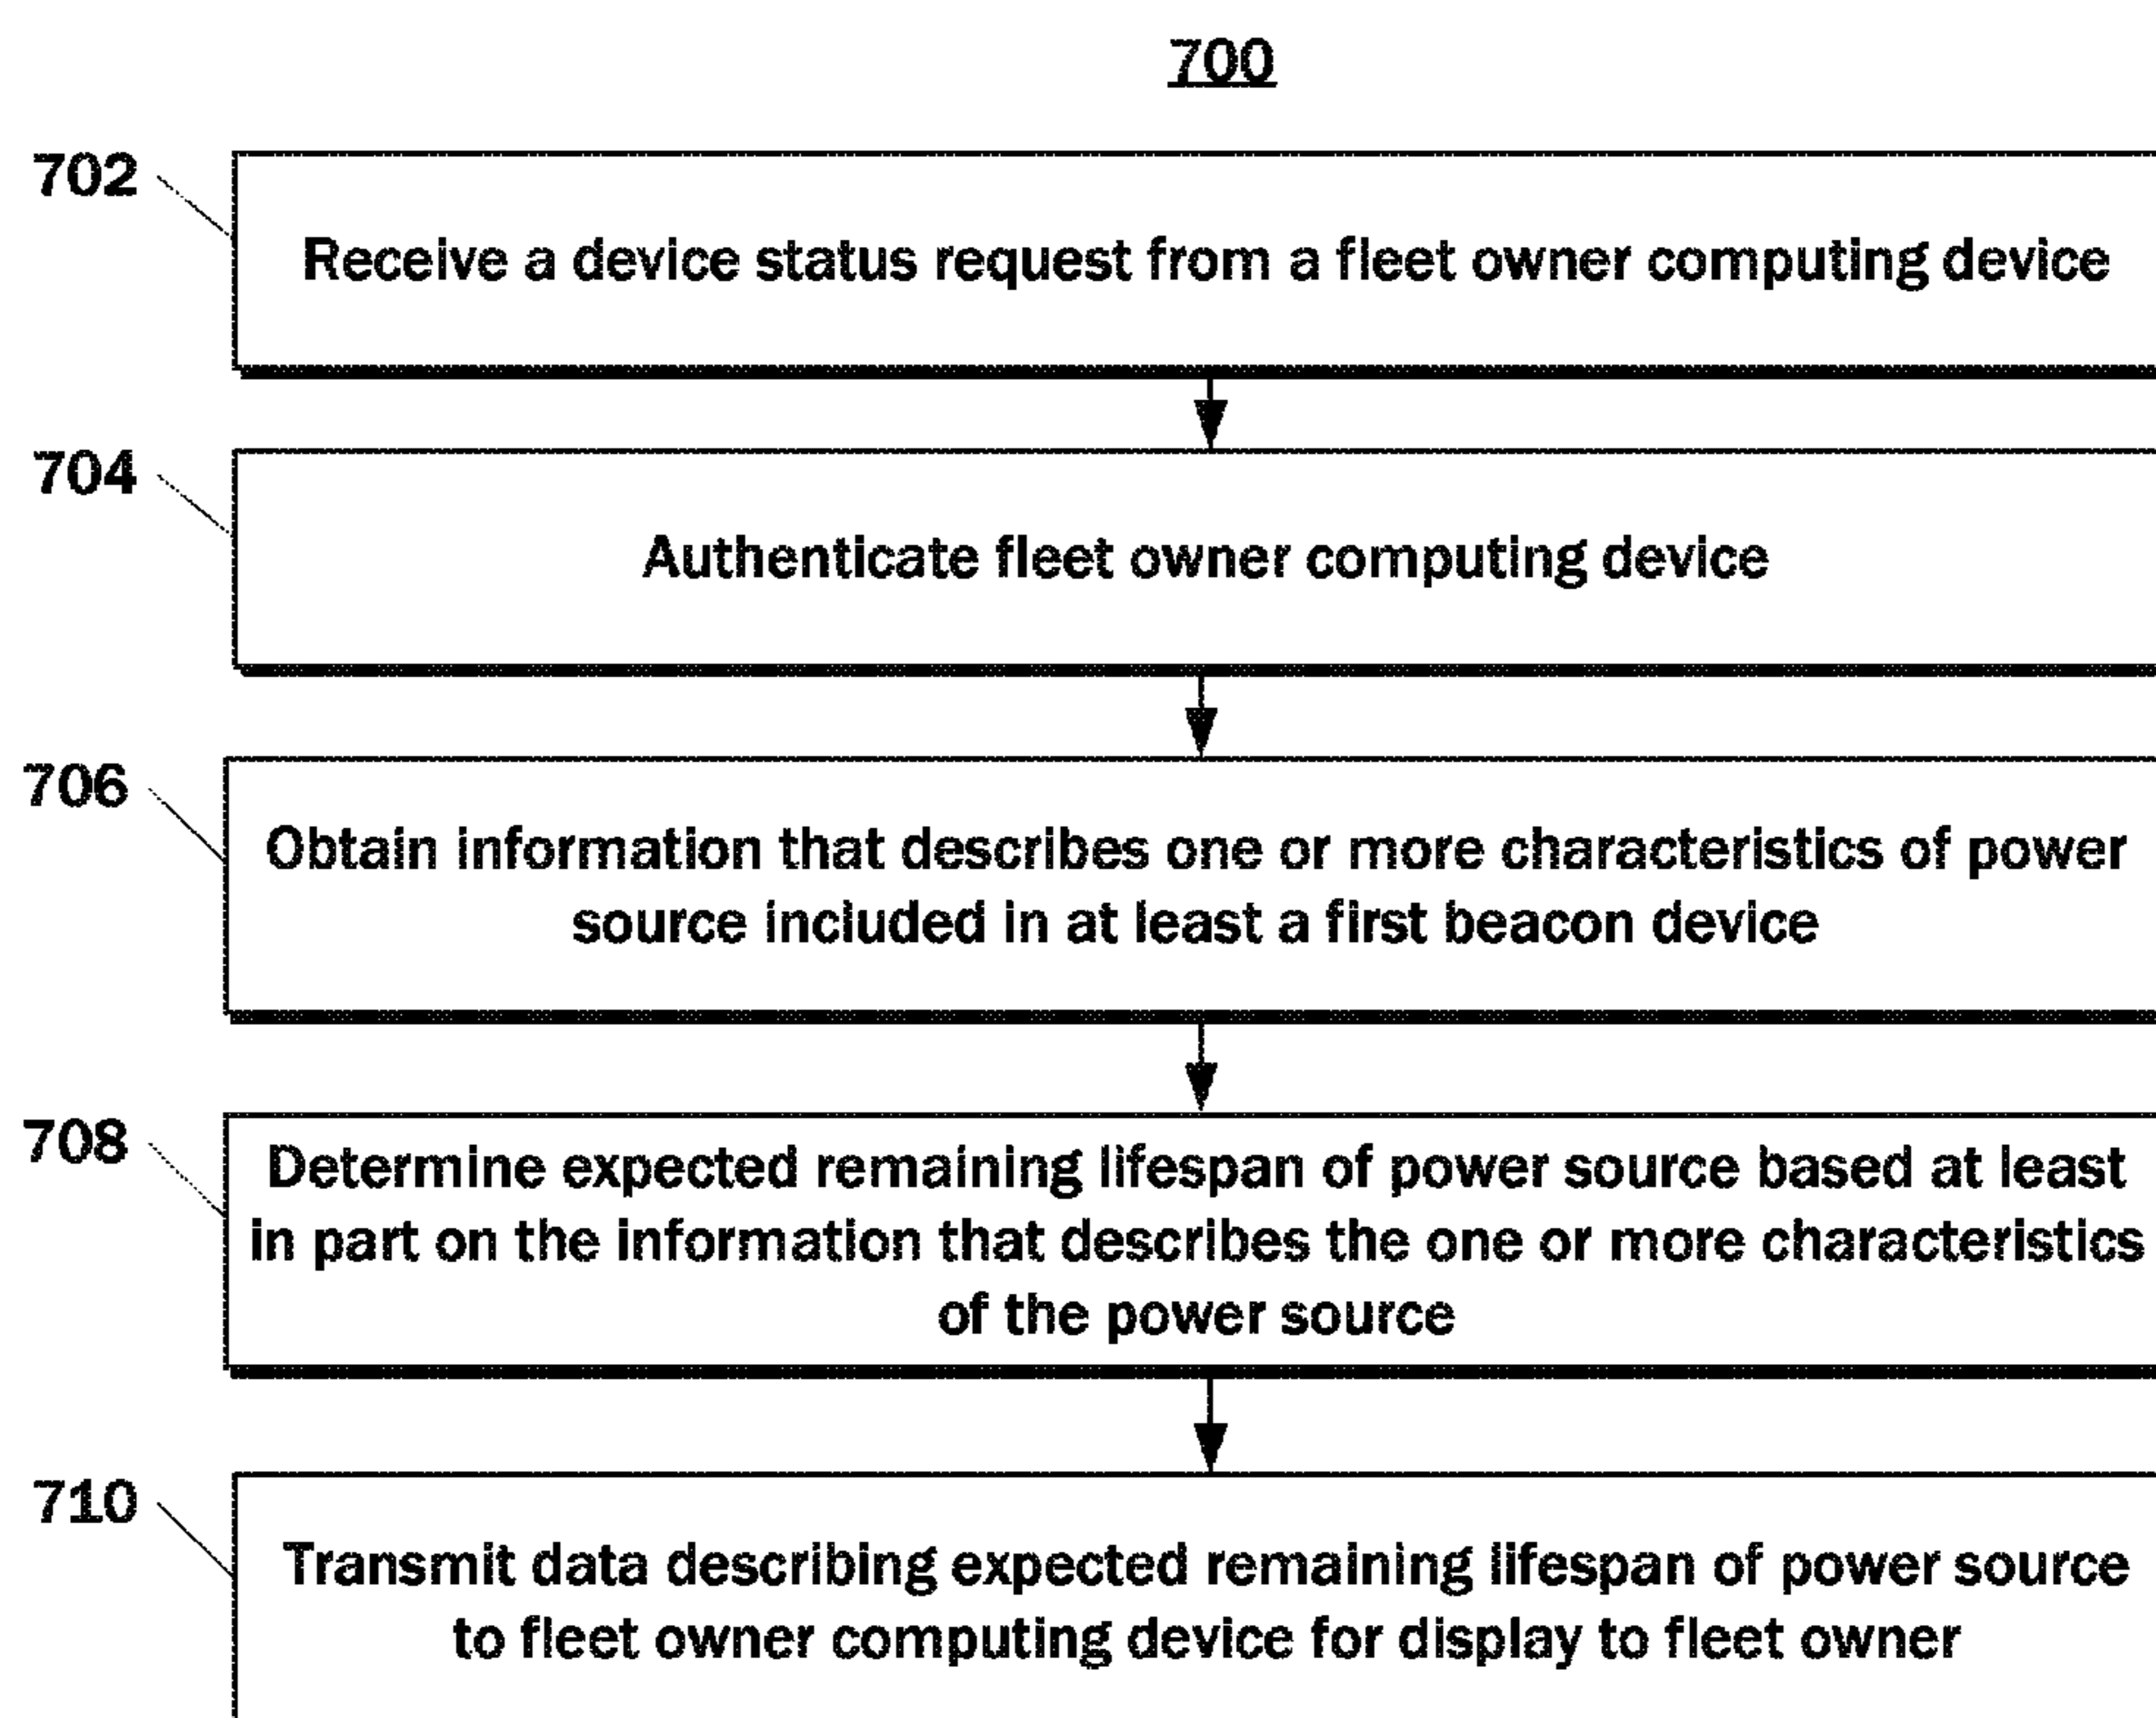 700
702
Receive a device status request from a fleet owner computing device
704
Authenticate fleet owner computing device
706
Obtain information that describes one or more characteristics of power
source included in at least a first beacon device
708
Determine expected remaining lifespan of power source based at least
in part on the information that describes the one or more characteristics
of the power source
710
Transmit data describing expected remaining lifespan of power source
to fleet owner computing device for display to fleet owner